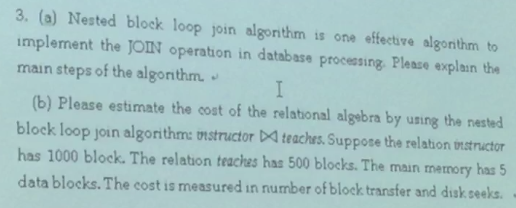 3. (a) Nested block loop join algorithm is one effective algorithm to
implement the JOIN operation in database processing. Please explain the
main steps of the algorithm. ↵
(b) Please estimate the cost of the relational algebra by using the nested
block loop join algorithm: instructor ⋈ teaches. Suppose the relation instructor
has 1000 block. The relation teaches has 500 blocks. The main memory has 5
data blocks. The cost is measured in number of block transfer and disk seeks.